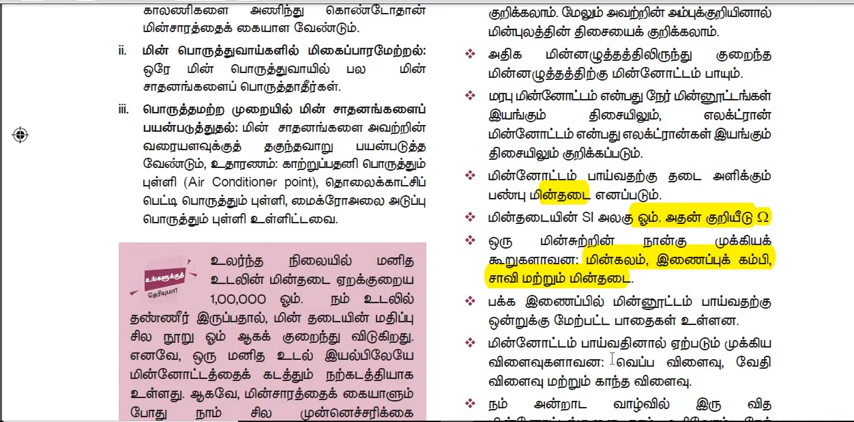 காலணிகளை அணிந்து கொண்டோதான்
மின்சாரத்தைக் கையாள வேண்டும்.
ii. மின் பொருத்துவாய்களில் மிகைப்பாரமேற்றல்:
ஒரே மின் பொருத்துவாயில் பல மின்
சாதனங்களைப் பொருத்தாதீர்கள்.
iii. பொருத்தமற்ற முறையில் மின் சாதனங்களைப்
பயன்படுத்துதல்: மின் சாதனங்களை அவற்றின்
வரையளவுக்குத் தகுந்தவாறு பயன்படுத்த
வேண்டும், உதாரணம்: காற்றுப்பதனி பொருத்தும்
புள்ளி (Air Conditioner point), தொலைக்காட்சிப்
பெட்டி பொருத்தும் புள்ளி, மைக்ரோஅலை அடுப்பு
பொருத்தும் புள்ளி உள்ளிட்டவை.
உங்களுக்குத்
தெரியுமா?
உலர்ந்த நிலையில் மனித
உடலின் மின்தடை ஏறக்குறைய
1,00,000 ஓம். நம் உடலில்
தண்ணீர் இருப்பதால், மின் தடையின் மதிப்பு
சில நூறு ஓம் ஆகக் குறைந்து விடுகிறது.
எனவே, ஒரு மனித உடல் இயல்பிலேயே
மின்னோட்டத்தைக் கடத்தும் நற்கடத்தியாக
உள்ளது. ஆகவே, மின்சாரத்தைக் கையாளும்
போது நாம் சில முன்னெச்சரிக்கை
குறிக்கலாம். மேலும் அவற்றின் அம்புக்குறியினால்
மின்புலத்தின் திசையைக் குறிக்கலாம்.
❖ அதிக மின்னழுத்தத்திலிருந்து குறைந்த
மின்னழுத்தத்திற்கு மின்னோட்டம் பாயும்.
❖ மரபு மின்னோட்டம் என்பது நேர் மின்னூட்டங்கள்
இயங்கும் திசையிலும், எலக்ட்ரான்
மின்னோட்டம் என்பது எலக்ட்ரான்கள் இயங்கும்
திசையிலும் குறிக்கப்படும்.
❖ மின்னோட்டம் பாய்வதற்கு தடை அளிக்கும்
பண்பு மின்தடை எனப்படும்.
❖ மின்தடையின் SI அலகு ஓம். அதன் குறியீடு Ω
❖ ஒரு மின்சுற்றின் நான்கு முக்கியக்
கூறுகளாவன: மின்கலம், இணைப்புக் கம்பி,
சாவி மற்றும் மின்தடை.
❖ பக்க இணைப்பில் மின்னூட்டம் பாய்வதற்கு
ஒன்றுக்கு மேற்பட்ட பாதைகள் உள்ளன.
❖ மின்னோட்டம் பாய்வதினால் ஏற்படும் முக்கிய
விளைவுகளாவன: வெப்ப விளைவு, வேதி
விளைவு மற்றும் காந்த விளைவு.
❖ நம் அன்றாட வாழ்வில் இரு வித